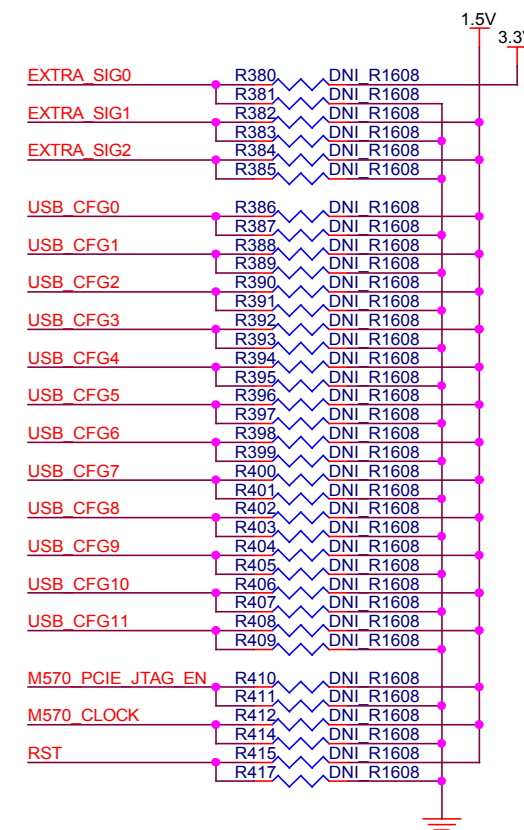 1.5V
3.3V
EXTRA_SIG0 R380 DNI_R1608
R381 DNI_R1608
EXTRA_SIG1 R382 DNI_R1608
R383 DNI_R1608
EXTRA_SIG2 R384 DNI_R1608
R385 DNI_R1608
USB_CFG0 R386 DNI_R1608
R387 DNI_R1608
USB_CFG1 R388 DNI_R1608
R389 DNI_R1608
USB_CFG2 R390 DNI_R1608
R391 DNI_R1608
USB_CFG3 R392 DNI_R1608
R393 DNI_R1608
USB_CFG4 R394 DNI_R1608
R395 DNI_R1608
USB_CFG5 R396 DNI_R1608
R397 DNI_R1608
USB_CFG6 R398 DNI_R1608
R399 DNI_R1608
USB_CFG7 R400 DNI_R1608
R401 DNI_R1608
USB_CFG8 R402 DNI_R1608
R403 DNI_R1608
USB_CFG9 R404 DNI_R1608
R405 DNI_R1608
USB_CFG10 R406 DNI_R1608
R407 DNI_R1608
USB_CFG11 R408 DNI_R1608
R409 DNI_R1608
M570_PCIE_JTAG_EN R410 DNI_R1608
R411 DNI_R1608
M570_CLOCK R412 DNI_R1608
R414 DNI_R1608
RST R415 DNI_R1608
R417 DNI_R1608